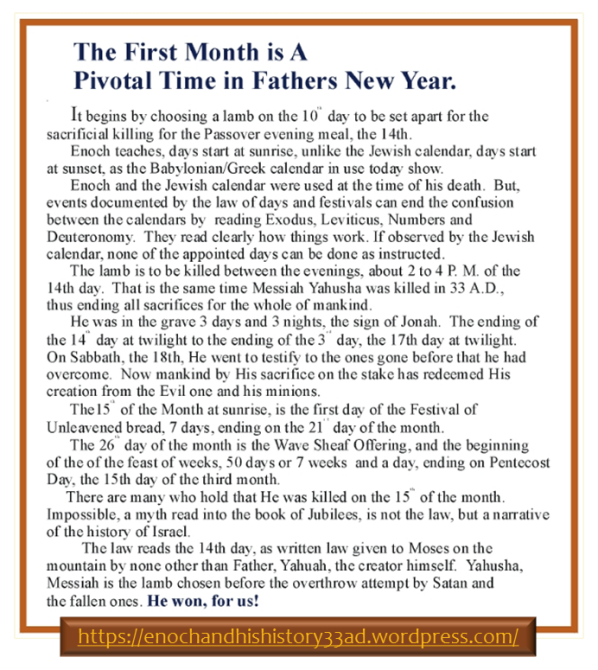 The First Month is A
Pivotal Time in Fathers New Year.
It begins by choosing a lamb on the 10th day to be set apart for the
sacrificial killing for the Passover evening meal, the 14th.
Enoch teaches, days start at sunrise, unlike the Jewish calendar, days start
at sunset, as the Babylonian/Greek calendar in use today show.
Enoch and the Jewish calendar were used at the time of his death. But,
events documented by the law of days and festivals can end the confusion
between the calendars by reading Exodus, Leviticus, Numbers and
Deuteronomy. They read clearly how things work. If observed by the Jewish
calendar, none of the appointed days can be done as instructed.
The lamb is to be killed between the evenings, about 2 to 4 P. M. of the
14th day. That is the same time Messiah Yahusha was killed in 33 A.D.,
thus ending all sacrifices for the whole of mankind.
He was in the grave 3 days and 3 nights, the sign of Jonah. The ending of
the 14th day at twilight to the ending of the 3rd day, the 17th day at twilight.
On Sabbath, the 18th, He went to testify to the ones gone before that he had
overcome. Now mankind by His sacrifice on the stake has redeemed His
creation from the Evil one and his minions.
The15th of the Month at sunrise, is the first day of the Festival of
Unleavened bread, 7 days, ending on the 21st day of the month.
The 26th day of the month is the Wave Sheaf Offering, and the beginning
of the of the feast of weeks, 50 days or 7 weeks and a day, ending on Pentecost
Day, the 15th day of the third month.
There are many who hold that He was killed on the 15th of the month.
Impossible, a myth read into the book of Jubilees, is not the law, but a narrative
of the history of Israel.
The law reads the 14th day, as written law given to Moses on the
mountain by none other than Father, Yahuah, the creator himself. Yahusha,
Messiah is the lamb chosen before the overthrow attempt by Satan and
the fallen ones. He won, for us!
https://enochandhishistory33ad.wordpress.com/